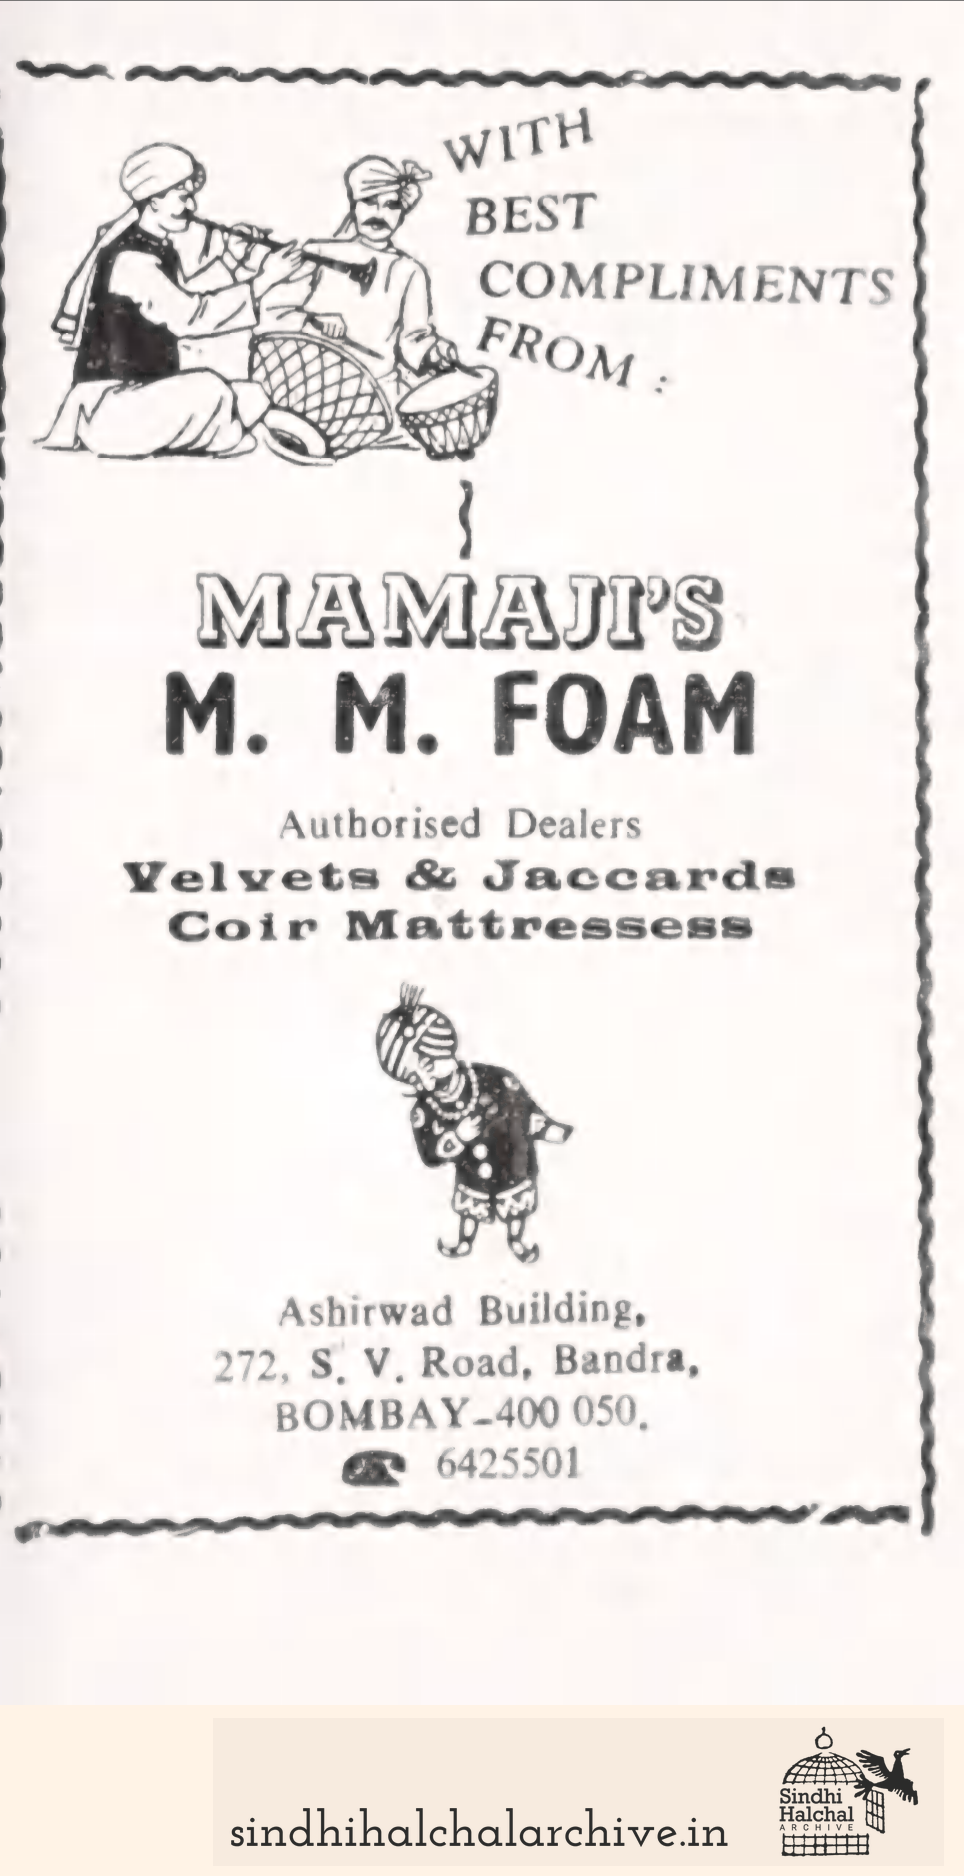 WITH
BEST
COMPLIMENTS
FROM :
MAMAJI'S
M. M. FOAM
Authorised Dealers
Velvets & Jaccards
Coir Mattressess
Ashirwad Building,
272, S. V. Road, Bandra,
BOMBAY-400 050.
6425501
sindhihalchalarchive.in
Sindhi
Halchal
ARCHIVE